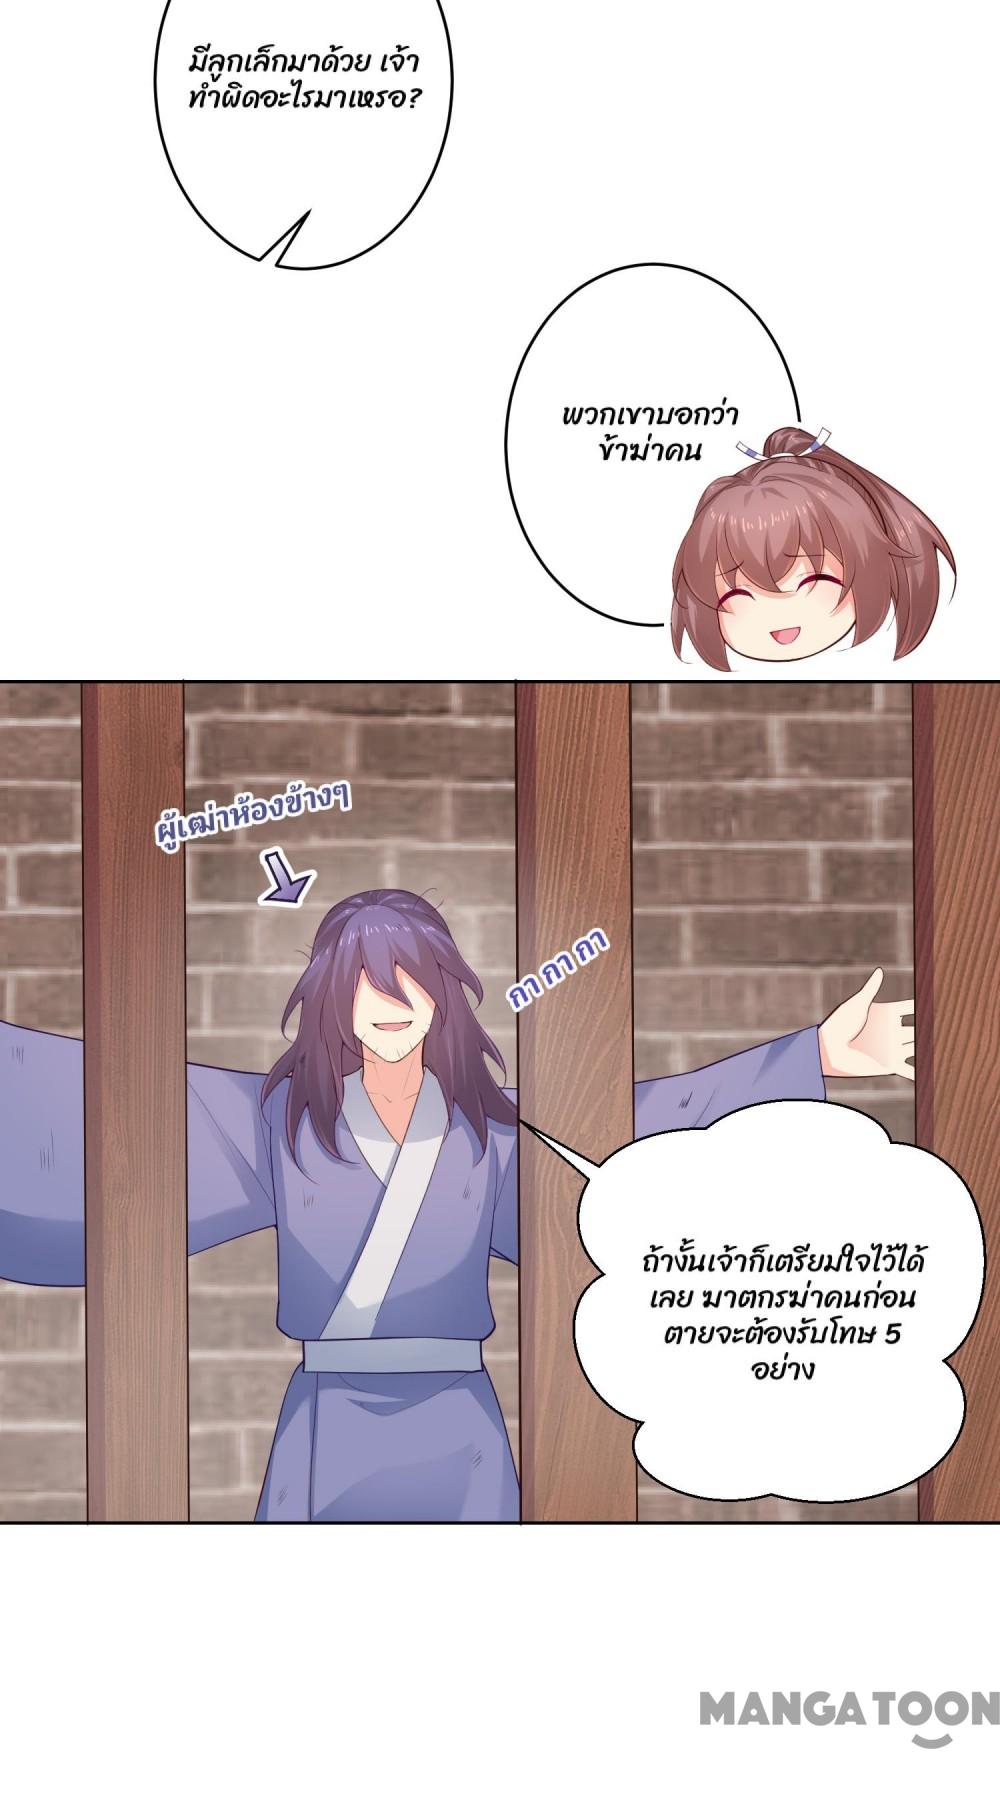 มีลูกเล็กมาด้วย เจ้า
ทำผิดอะไรมาเหรอ?
พวกเขาบอกว่า
ข้าฆ่าคน
ผู้เฒ่าห้องข้างๆ
กา กา กา
ถ้างั้นเจ้าก็เตรียมใจไว้ได้
เลย ฆาตกรฆ่าคนก่อน
ตายจะต้องรับโทษ 5
อย่าง
MANGATOON